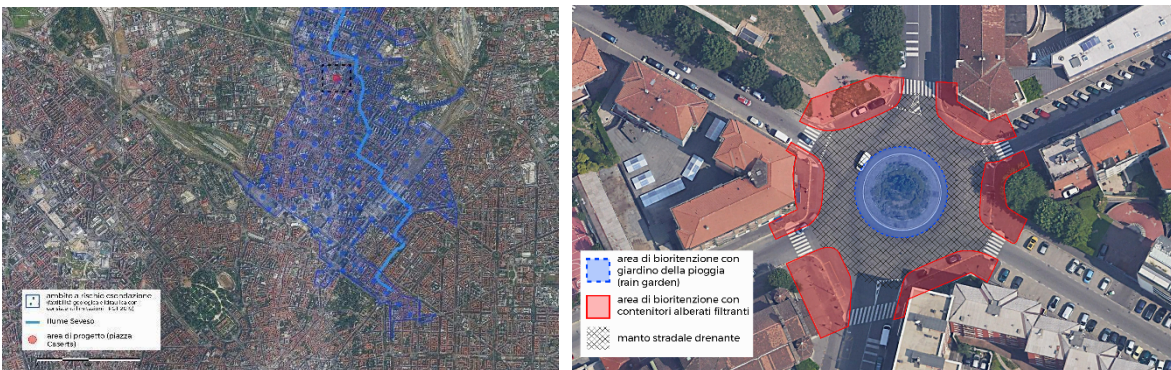 ambito a rischio esondazione
fiume Seveso
area di progetto (piazza
Caserta)
area di bioritenzione con
giardino della pioggia
(rain garden)
area di bioritenzione con
contenitori alberati filtranti
manto stradale drenante